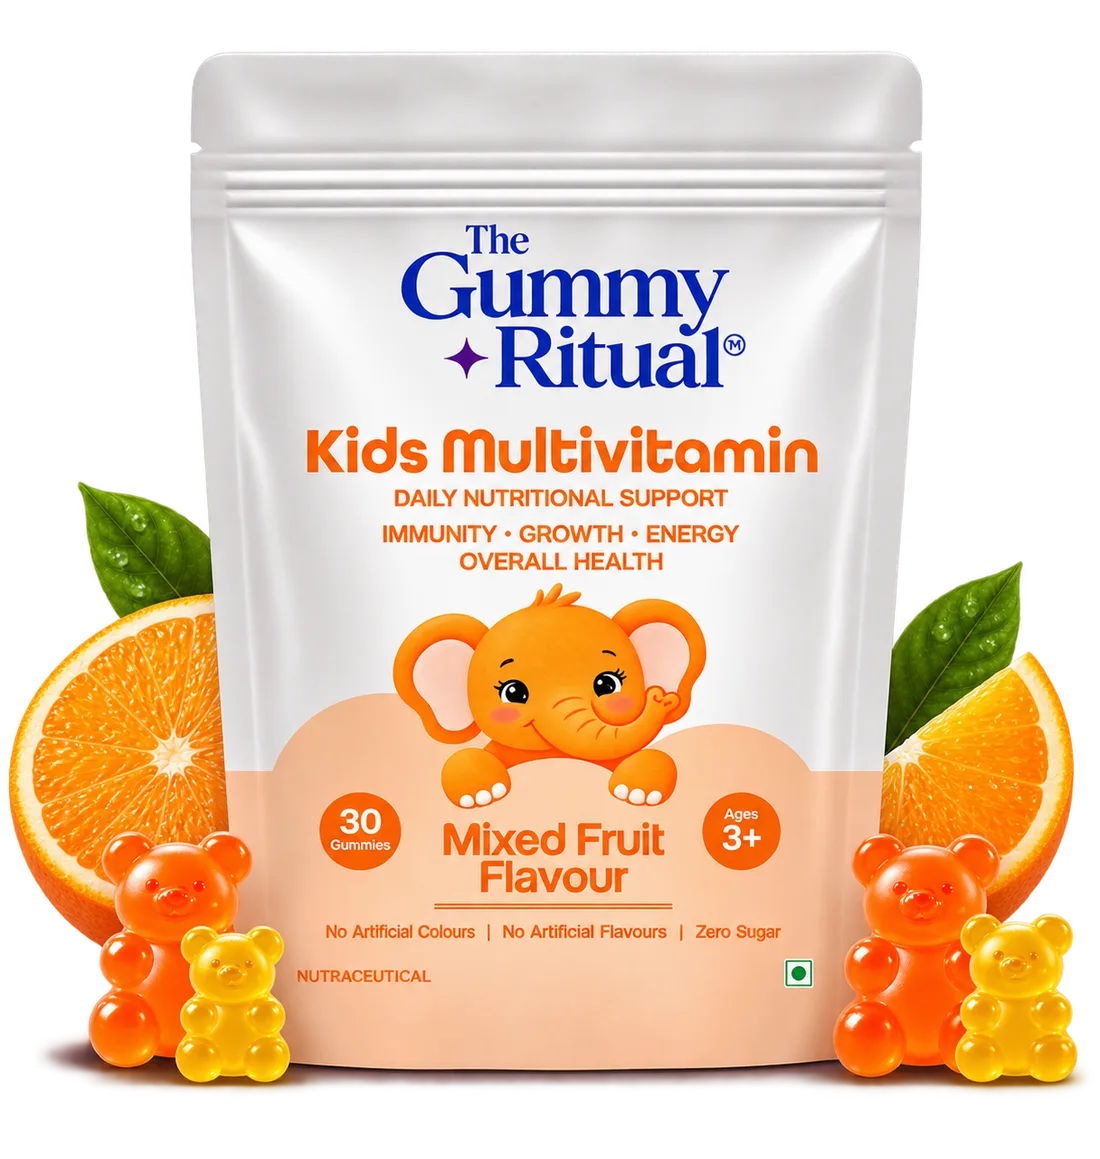 The
Gummy
Ritual™
Kids Multivitamin
DAILY NUTRITIONAL SUPPORT
IMMUNITY • GROWTH • ENERGY
OVERALL HEALTH
30
Gummies
Ages
3+
Mixed Fruit
Flavour
No Artificial Colours | No Artificial Flavours | Zero Sugar
NUTRACEUTICAL